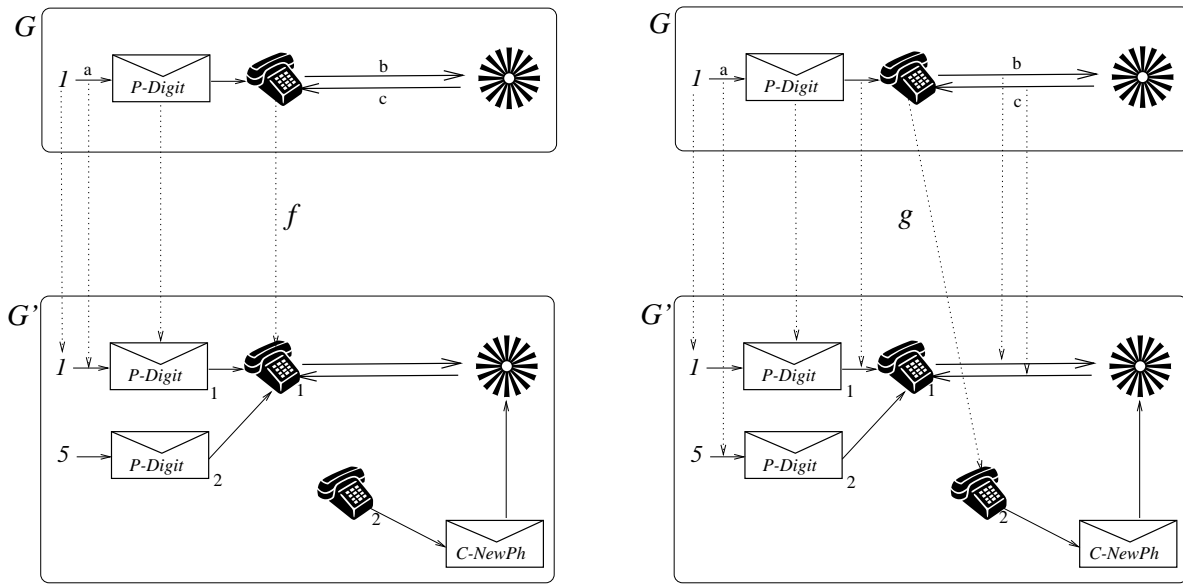 G
1 a P-Digit b
c
f
G'
1 P-Digit 1 1
5 P-Digit 2
2
C-NewPh
G
1 a P-Digit b
c
g
G'
1 P-Digit 1 1
5 P-Digit 2
2
C-NewPh